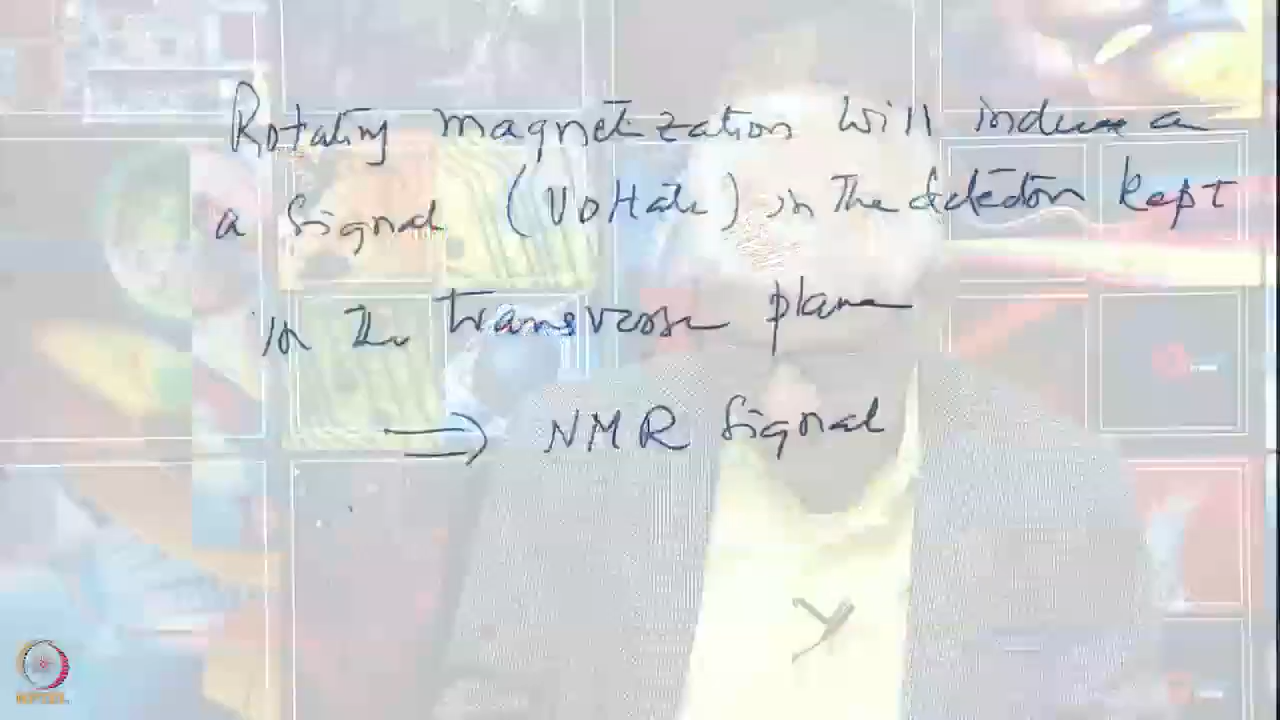 Rotating magnetization will induce a
a signal (Voltage) in the detector kept
in the transverse plane
⟹ NMR Signal
Y